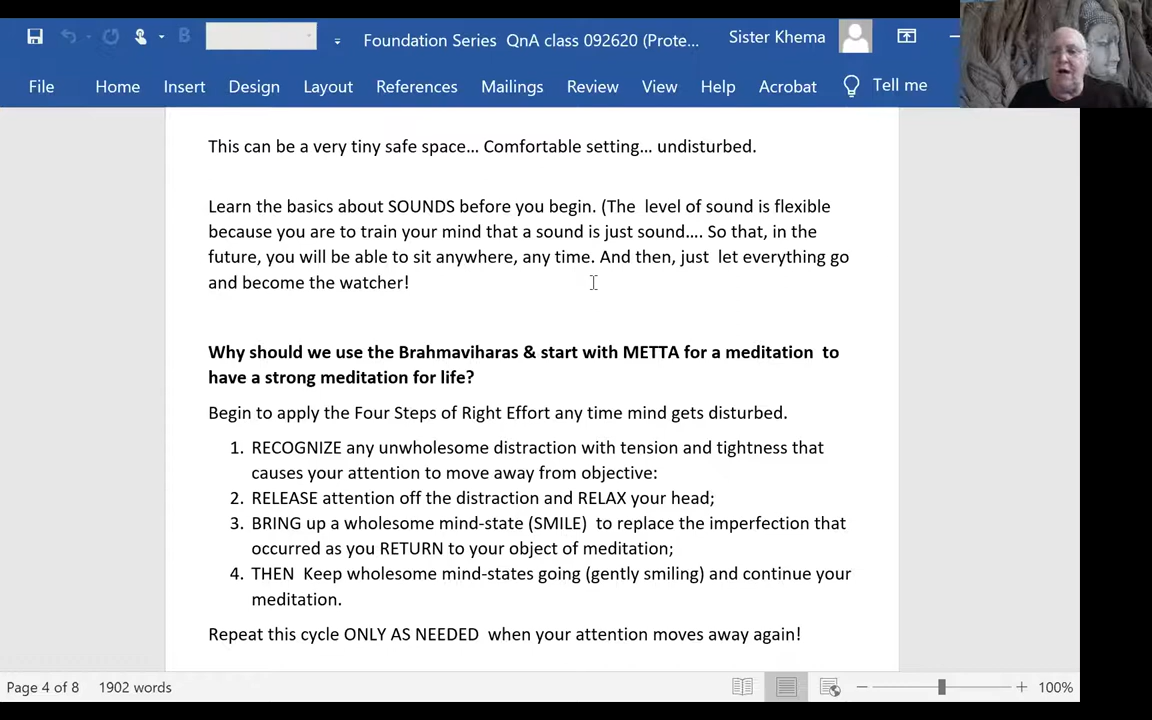 Foundation Series QnA class 092620 (Prote...
Sister Khema
File Home Insert Design Layout References Mailings Review View Help Acrobat Tell me
This can be a very tiny safe space... Comfortable setting... undisturbed.
Learn the basics about SOUNDS before you begin. (The level of sound is flexible
because you are to train your mind that a sound is just sound.... So that, in the
future, you will be able to sit anywhere, any time. And then, just let everything go
and become the watcher!
Why should we use the Brahmaviharas & start with METTA for a meditation to
have a strong meditation for life?
Begin to apply the Four Steps of Right Effort any time mind gets disturbed.
1. RECOGNIZE any unwholesome distraction with tension and tightness that
causes your attention to move away from objective:
2. RELEASE attention off the distraction and RELAX your head;
3. BRING up a wholesome mind-state (SMILE) to replace the imperfection that
occurred as you RETURN to your object of meditation;
4. THEN Keep wholesome mind-states going (gently smiling) and continue your
meditation.
Repeat this cycle ONLY AS NEEDED when your attention moves away again!
Page 4 of 8 1902 words 100%